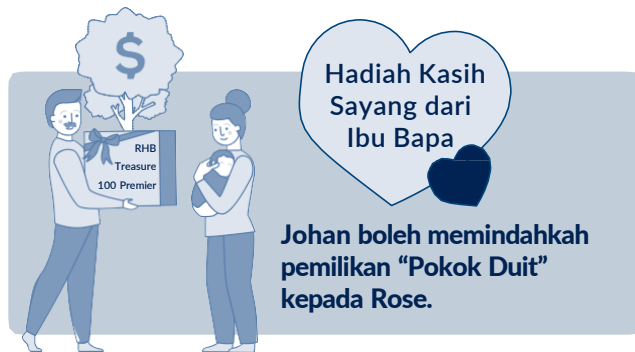 $
RHB
Treasure
100 Premier
Hadiah Kasih
Sayang dari
Ibu Bapa
Johan boleh memindahkah
pemilikan “Pokok Duit”
kepada Rose.